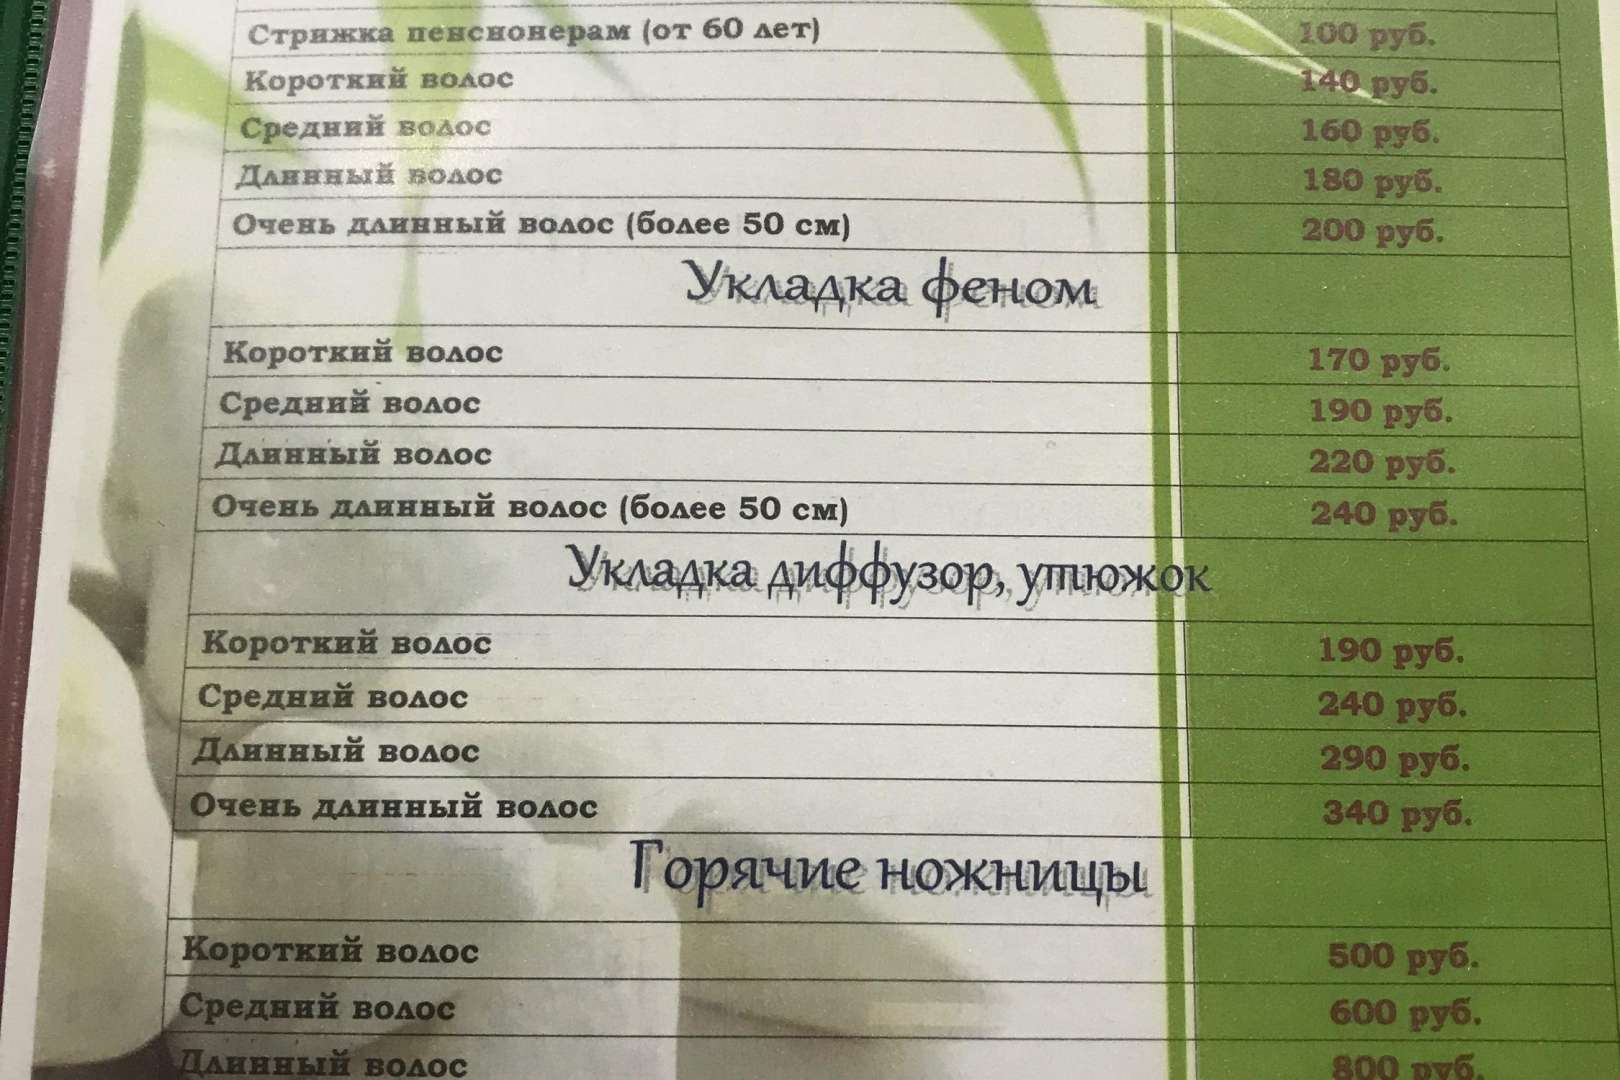 Стрижка пенсионерам (от 60 лет) 100 руб.
Короткий волос 140 руб.
Средний волос 160 руб.
Длинный волос 180 руб.
Очень длинный волос (более 50 см) 200 руб.
Укладка феном
Короткий волос 170 руб.
Средний волос 190 руб.
Длинный волос 220 руб.
Очень длинный волос (более 50 см) 240 руб.
Укладка диффузор, утюжок
Короткий волос 190 руб.
Средний волос 240 руб.
Длинный волос 290 руб.
Очень длинный волос 340 руб.
Горячие ножницы
Короткий волос 500 руб.
Средний волос 600 руб.
Длинный волос 800 руб.